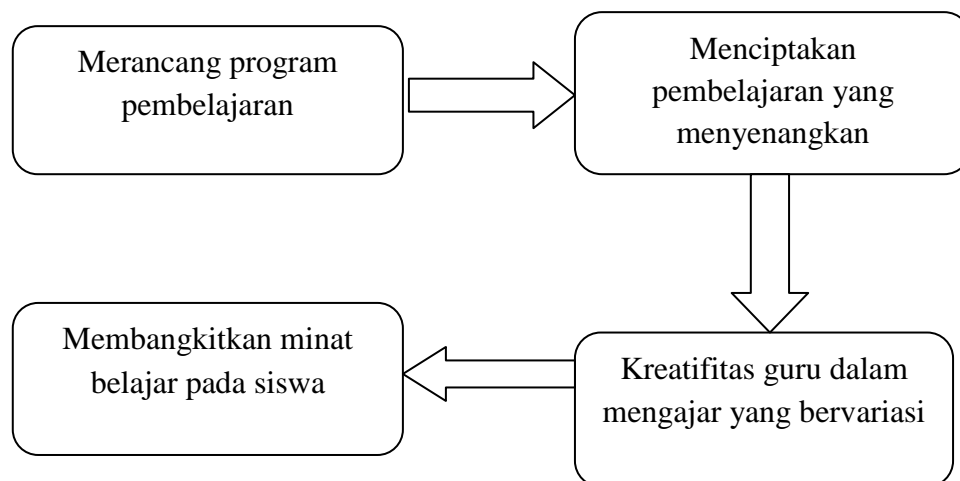 Merancang program
pembelajaran
Menciptakan
pembelajaran yang
menyenangkan
Kreatifitas guru dalam
mengajar yang bervariasi
Membangkitkan minat
belajar pada siswa